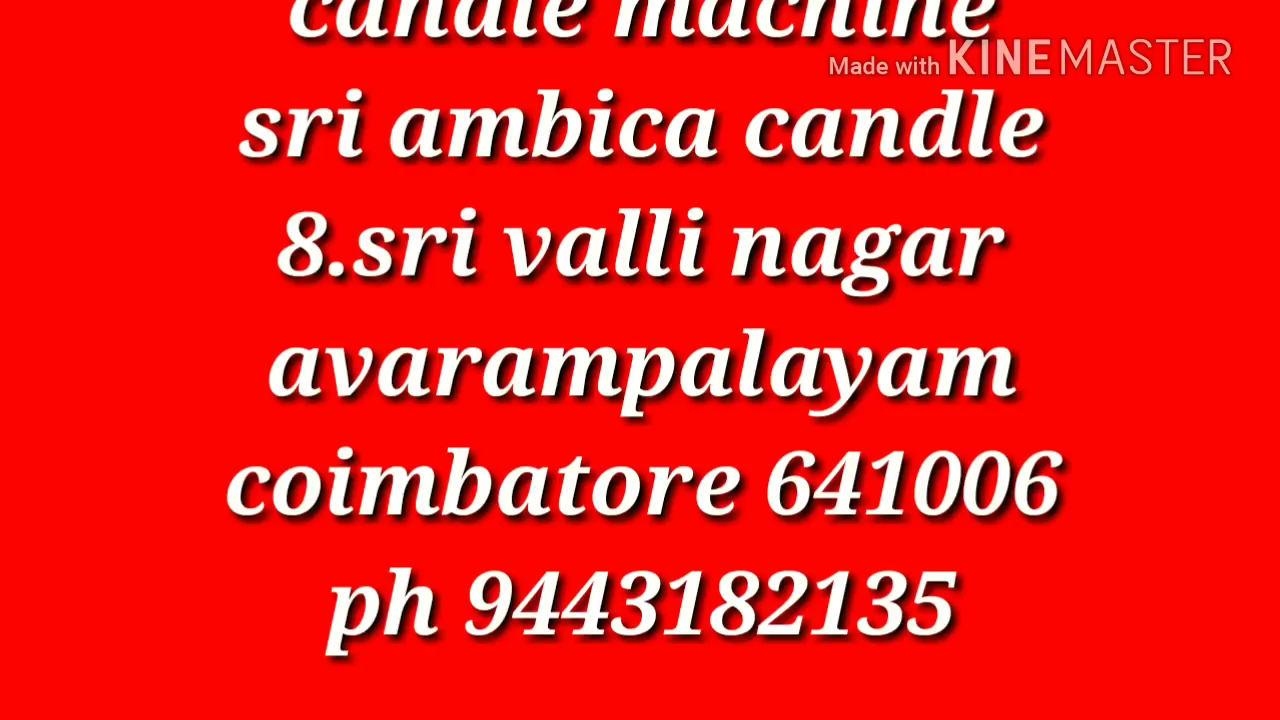 candle machine
Made with KINEMASTER
sri ambica candle
8.sri valli nagar
avarampalayam
coimbatore 641006
ph 9443182135